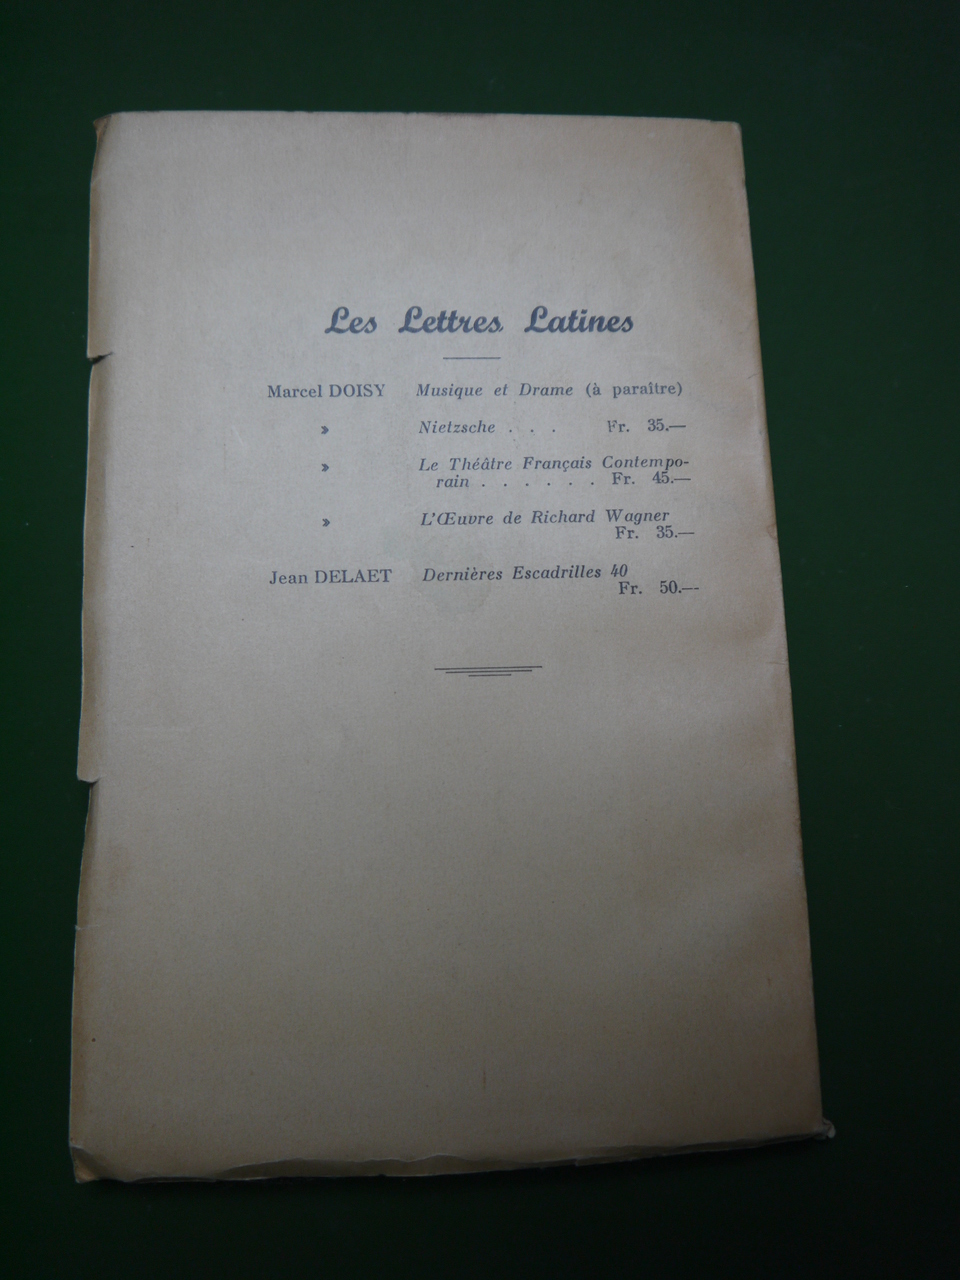 Les Lettres Latines
Marcel DOISY Musique et Drame (à paraître)
» Nietzsche . . . Fr. 35.—
» Le Théâtre Français Contempo-
rain . . . . . . Fr. 45.—
» L'Œuvre de Richard Wagner
Fr. 35.—
Jean DELAET Dernières Escadrilles 40
Fr. 50.—